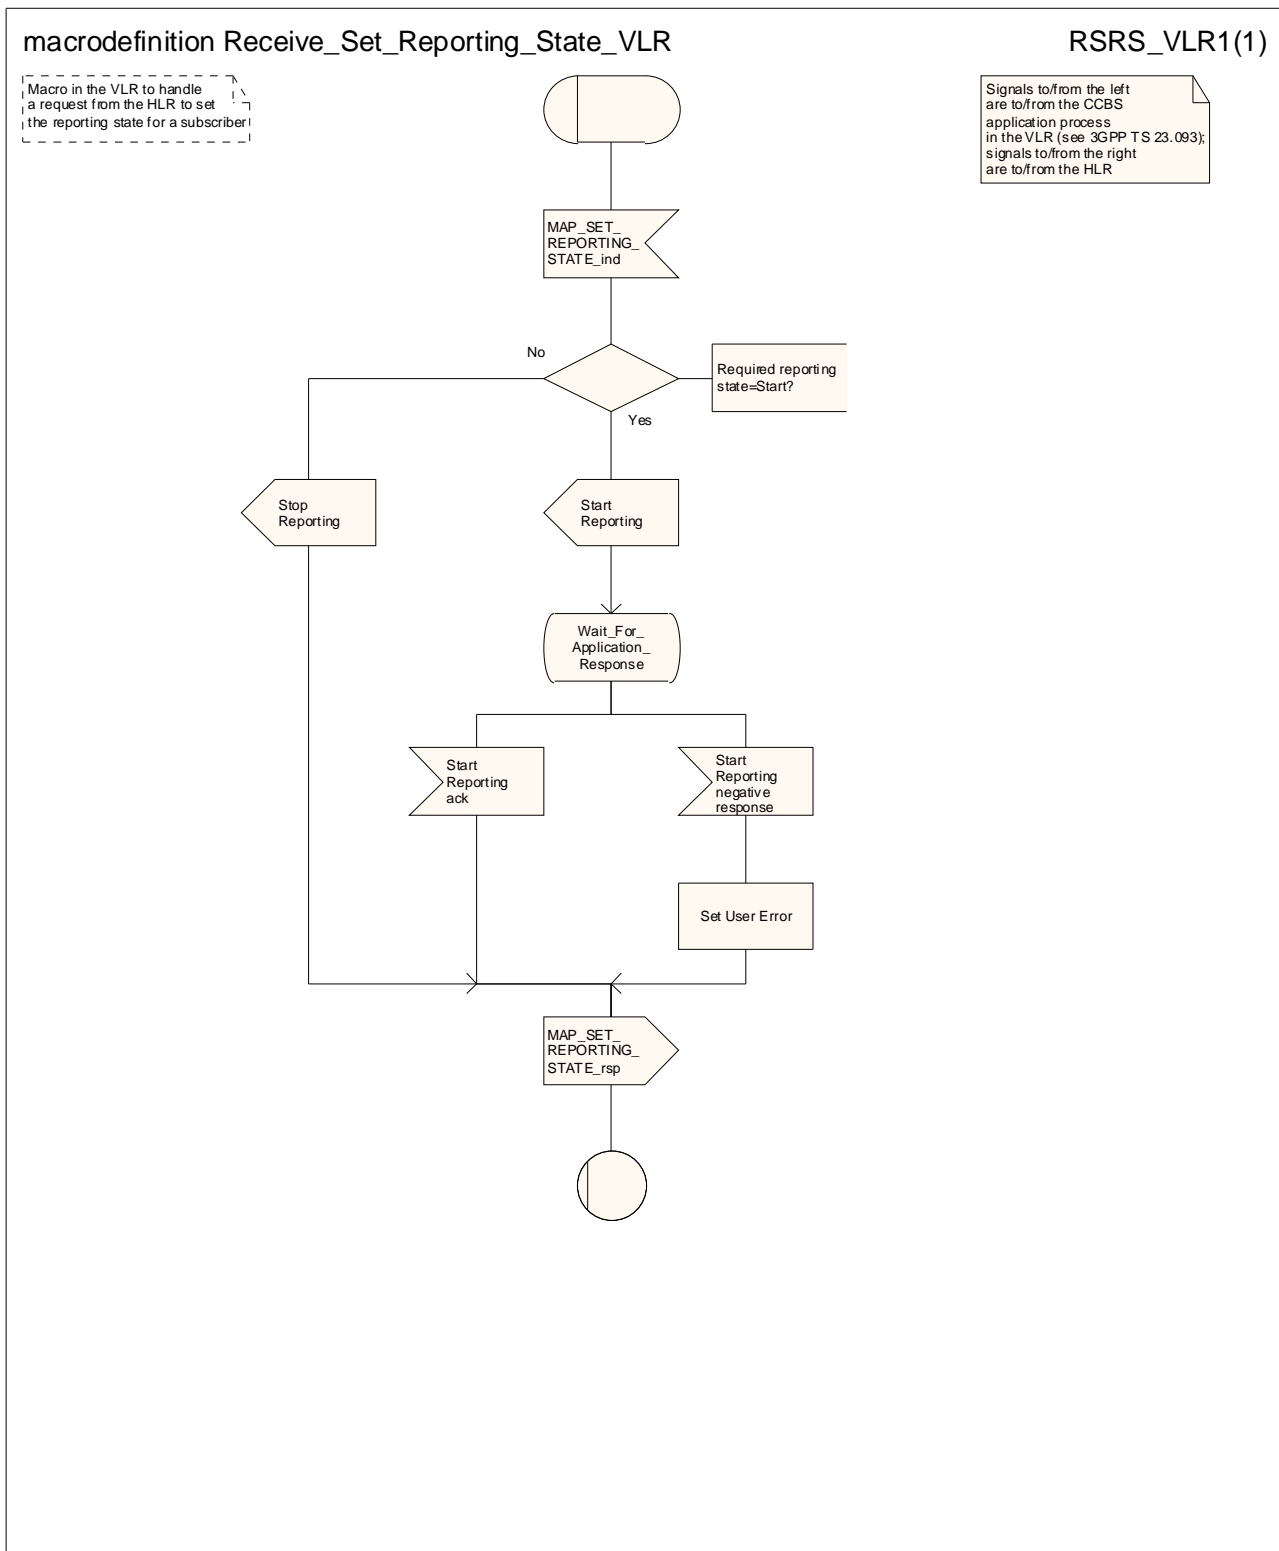 macrodefinition Receive_Set_Reporting_State_VLR
RSRS_VLR1(1)
Macro in the VLR to handle
a request from the HLR to set
the reporting state for a subscriber
Signals to/from the left
are to/from the CCBS
application process
in the VLR (see 3GPP TS 23.093);
signals to/from the right
are to/from the HLR
MAP_SET_
REPORTING_
STATE_ind
No
Required reporting
state=Start?
Yes
Stop
Reporting
Start
Reporting
Wait_For_
Application_
Response
Start
Reporting
ack
Start
Reporting
negative
response
Set User Error
MAP_SET_
REPORTING_
STATE_rsp